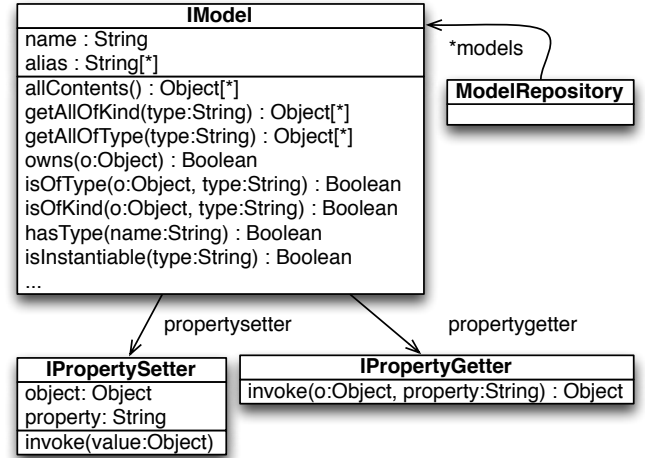 IModel
name : String
alias : String[*]
allContents() : Object[*]
getAllOfKind(type:String) : Object[*]
getAllOfType(type:String) : Object[*]
owns(o:Object) : Boolean
isOfType(o:Object, type:String) : Boolean
isOfKind(o:Object, type:String) : Boolean
hasType(name:String) : Boolean
isInstantiable(type:String) : Boolean
...
*models
ModelRepository
propertysetter
propertygetter
IPropertySetter
object: Object
property: String
invoke(value:Object)
IPropertyGetter
invoke(o:Object, property:String) : Object